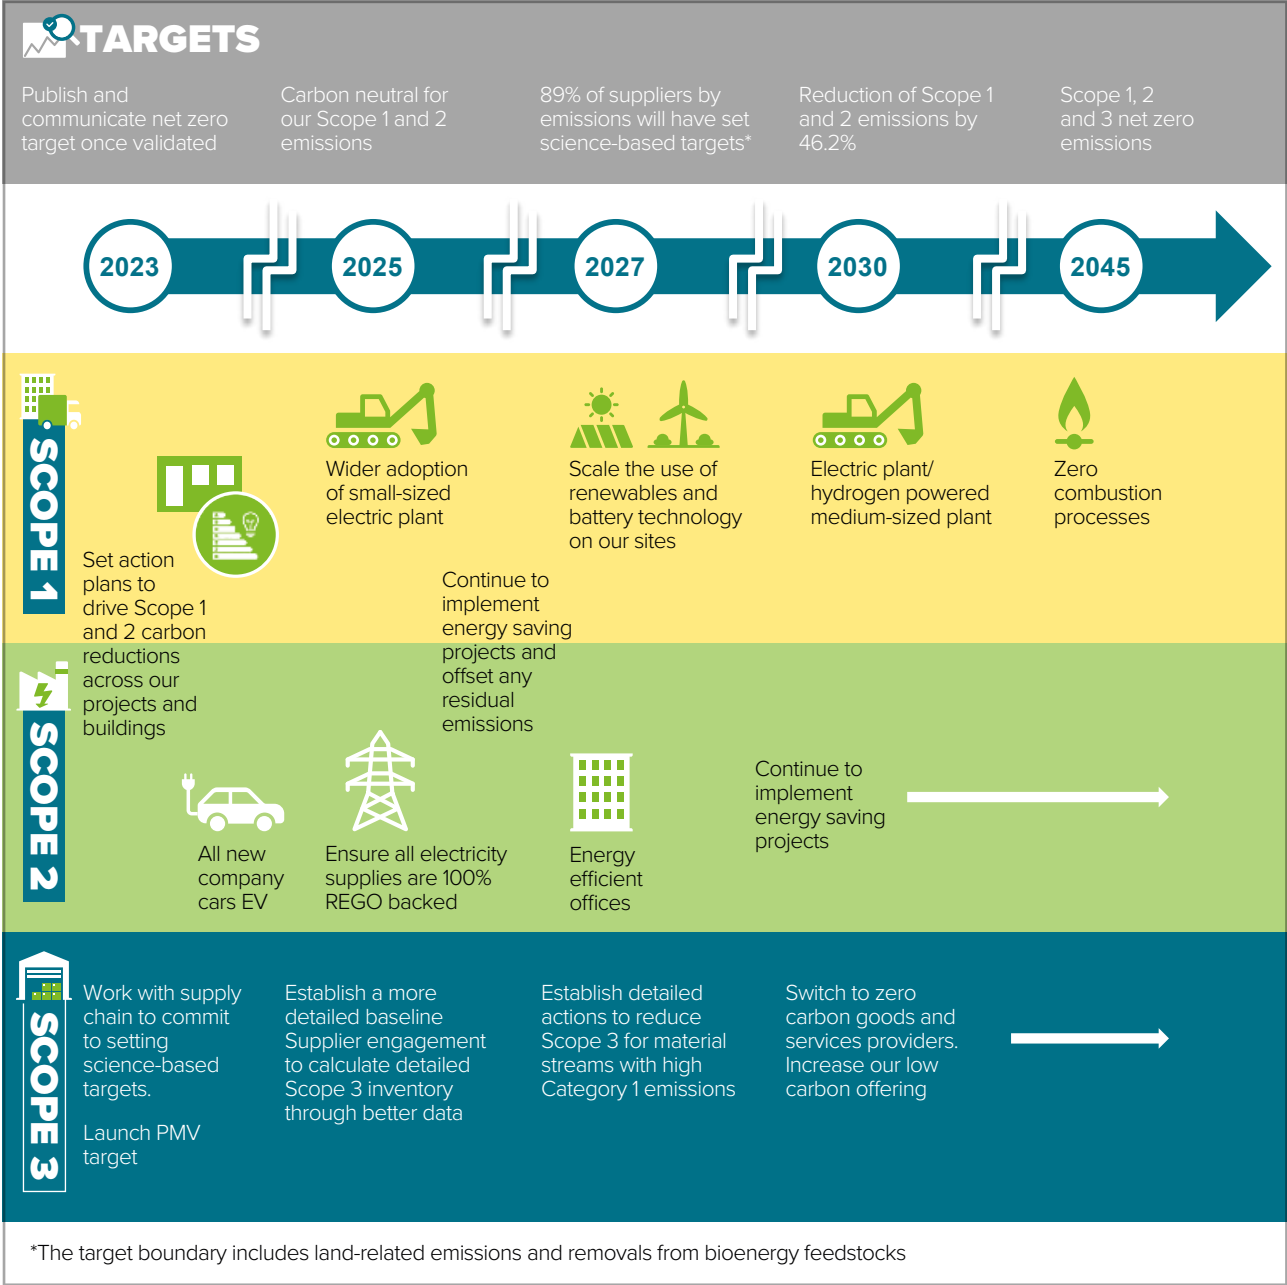 TARGETS
Publish and
communicate net zero
target once validated
Carbon neutral for
our Scope 1 and 2
emissions
89% of suppliers by
emissions will have set
science-based targets*
Reduction of Scope 1
and 2 emissions by
46.2%
Scope 1, 2
and 3 net zero
emissions
2023
2025
2027
2030
2045
SCOPE 1
Set action
plans to
drive Scope 1
and 2 carbon
reductions
across our
projects and
buildings
Wider adoption
of small-sized
electric plant
Continue to
implement
energy saving
projects and
offset any
residual
emissions
Scale the use of
renewables and
battery technology
on our sites
Electric plant/
hydrogen powered
medium-sized plant
Zero
combustion
processes
SCOPE 2
All new
company
cars EV
Ensure all electricity
supplies are 100%
REGO backed
Energy
efficient
offices
Continue to
implement
energy saving
projects
SCOPE 3
Work with supply
chain to commit
to setting
science-based
targets.
Launch PMV
target
Establish a more
detailed baseline
Supplier engagement
to calculate detailed
Scope 3 inventory
through better data
Establish detailed
actions to reduce
Scope 3 for material
streams with high
Category 1 emissions
Switch to zero
carbon goods and
services providers.
Increase our low
carbon offering
*The target boundary includes land-related emissions and removals from bioenergy feedstocks